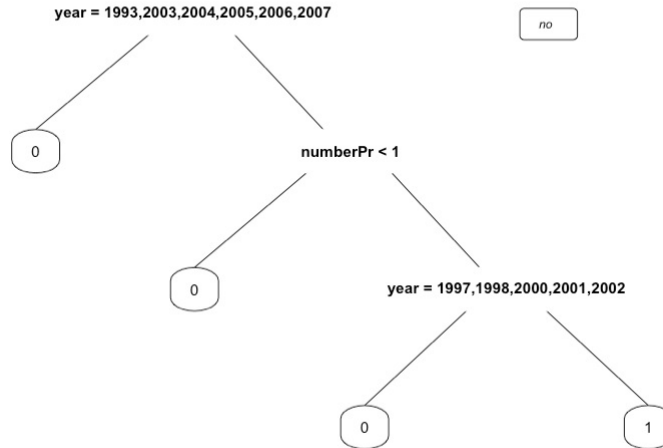 year = 1993,2003,2004,2005,2006,2007
no
0
numberPr < 1
0
year = 1997,1998,2000,2001,2002
0
1